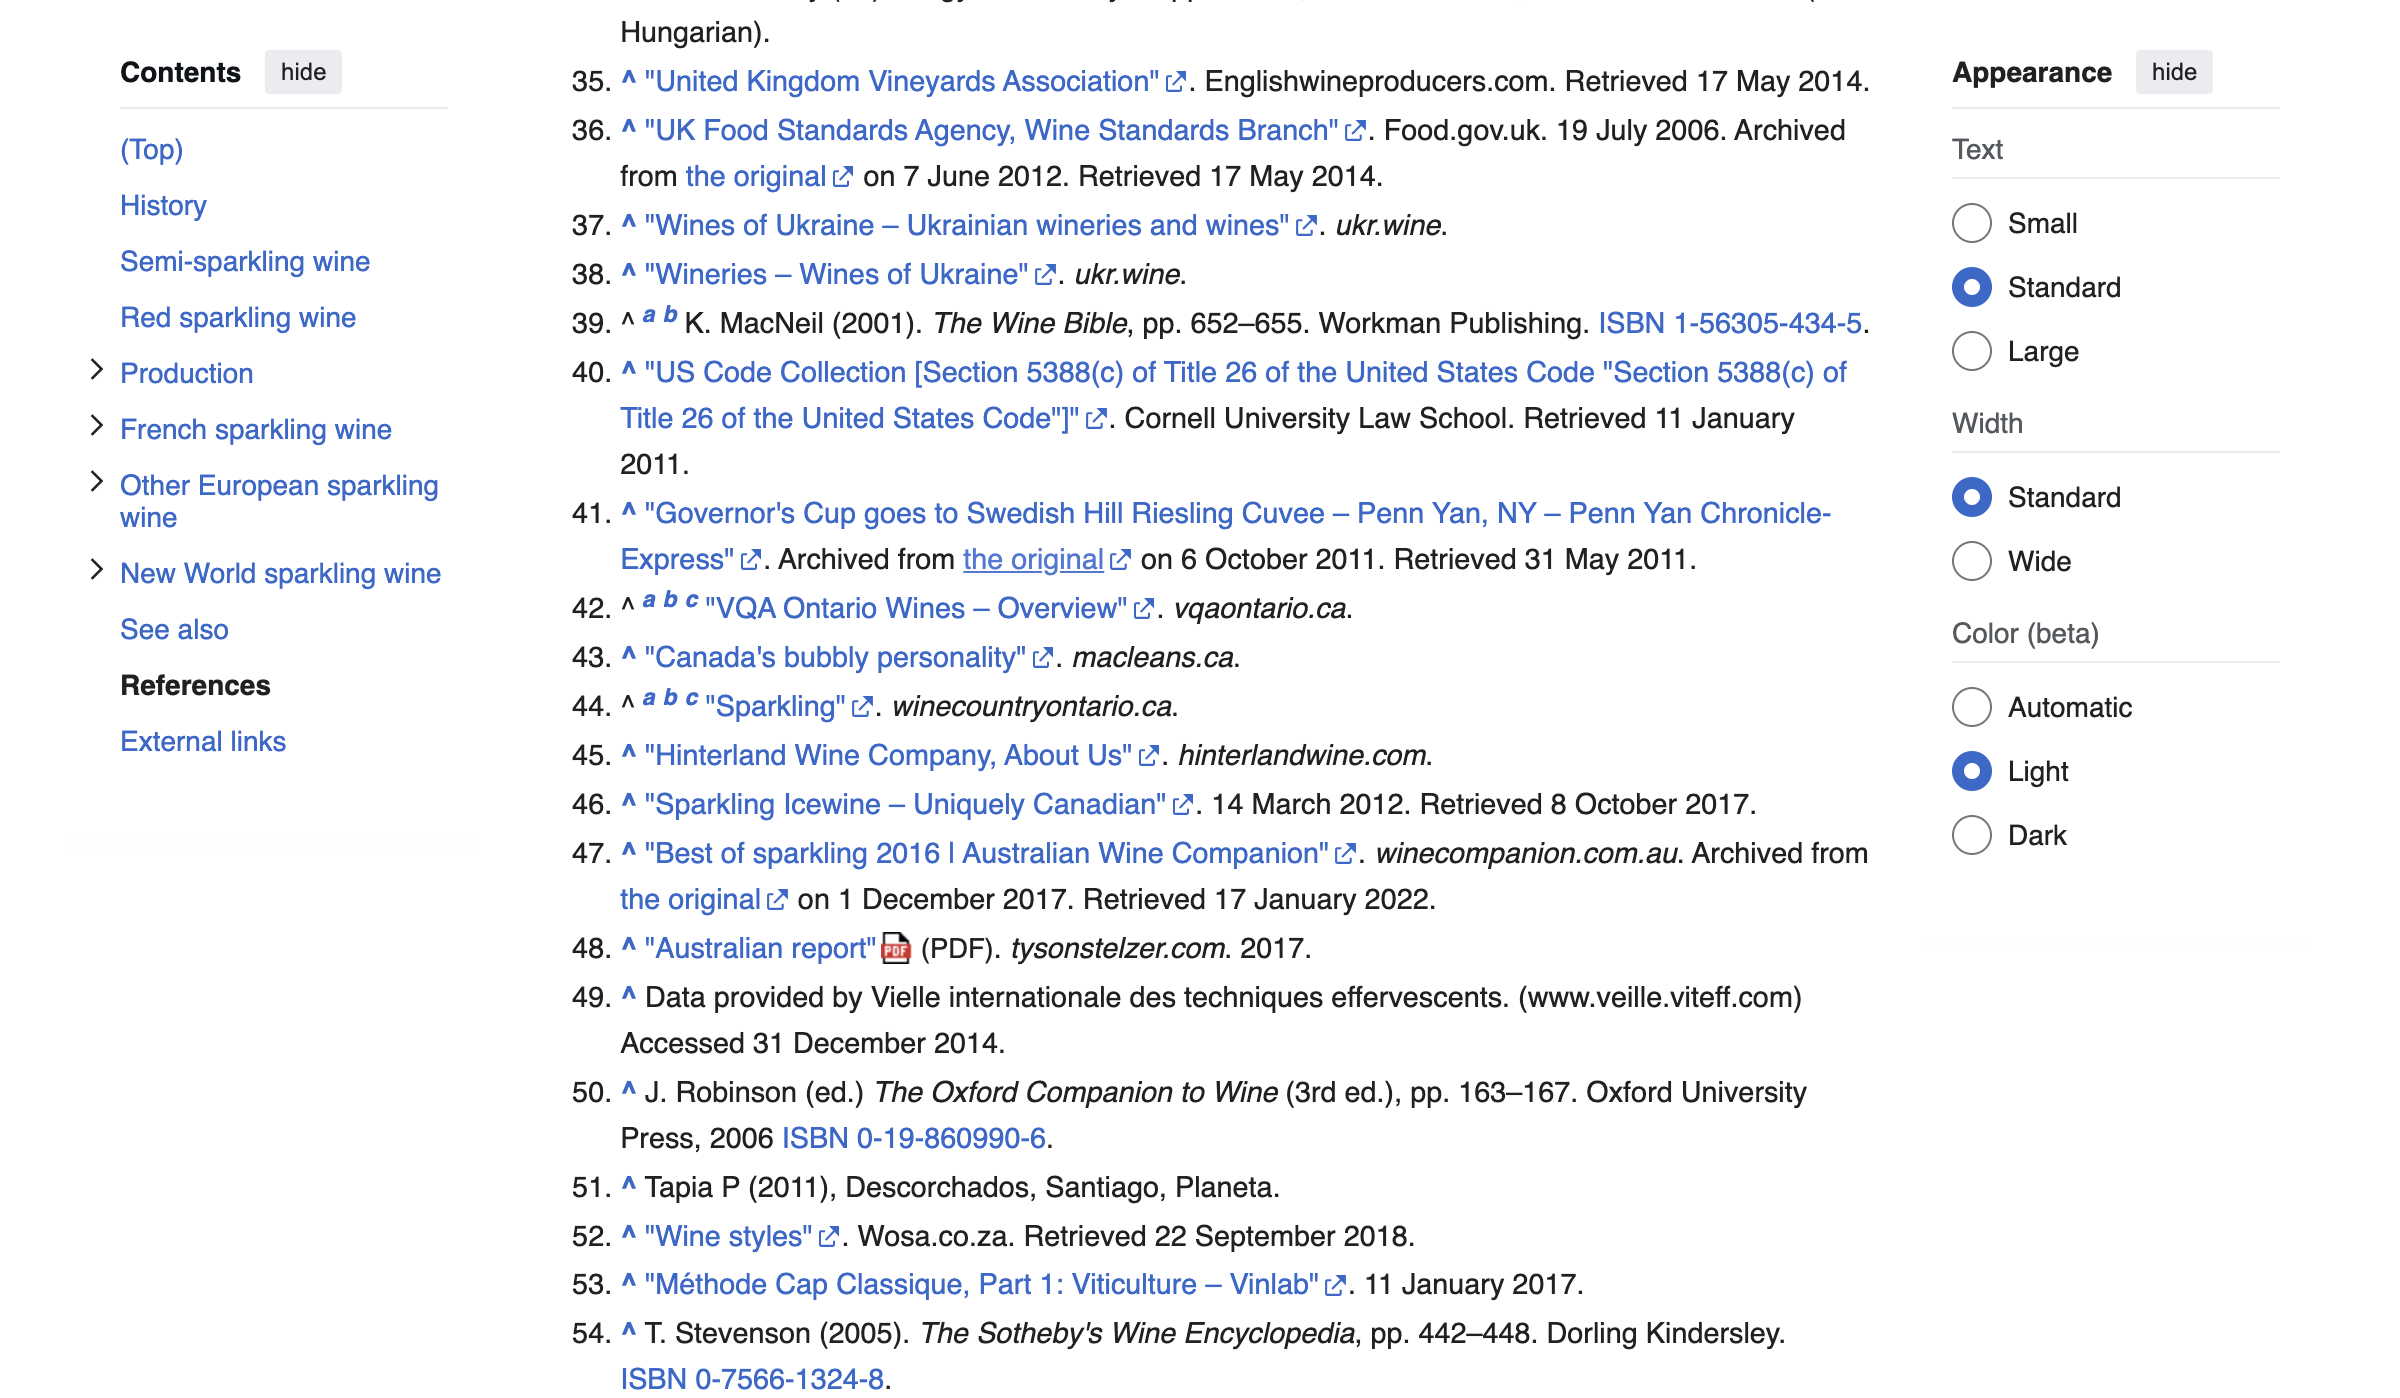 Hungarian).
Contents hide
(Top)
History
Semi-sparkling wine
Red sparkling wine
Production
French sparkling wine
Other European sparkling
wine
New World sparkling wine
See also
References
External links
35. ^ "United Kingdom Vineyards Association". Englishwineproducers.com. Retrieved 17 May 2014.
36. ^ "UK Food Standards Agency, Wine Standards Branch". Food.gov.uk. 19 July 2006. Archived
from the original on 7 June 2012. Retrieved 17 May 2014.
37. ^ "Wines of Ukraine – Ukrainian wineries and wines". ukr.wine.
38. ^ "Wineries – Wines of Ukraine". ukr.wine.
39. ^ a b K. MacNeil (2001). The Wine Bible, pp. 652–655. Workman Publishing. ISBN 1-56305-434-5.
40. ^ "US Code Collection [Section 5388(c) of Title 26 of the United States Code "Section 5388(c) of
Title 26 of the United States Code"]". Cornell University Law School. Retrieved 11 January
2011.
41. ^ "Governor's Cup goes to Swedish Hill Riesling Cuvee – Penn Yan, NY – Penn Yan Chronicle-
Express". Archived from the original on 6 October 2011. Retrieved 31 May 2011.
42. ^ a b c "VQA Ontario Wines – Overview". vqaontario.ca.
43. ^ "Canada's bubbly personality". macleans.ca.
44. ^ a b c "Sparkling". winecountryontario.ca.
45. ^ "Hinterland Wine Company, About Us". hinterlandwine.com.
46. ^ "Sparkling Icewine – Uniquely Canadian". 14 March 2012. Retrieved 8 October 2017.
47. ^ "Best of sparkling 2016 | Australian Wine Companion". winecompanion.com.au. Archived from
the original on 1 December 2017. Retrieved 17 January 2022.
48. ^ "Australian report" PDF (PDF). tysonstelzer.com. 2017.
49. ^ Data provided by Vielle internationale des techniques effervescents. (www.veille.viteff.com)
Accessed 31 December 2014.
50. ^ J. Robinson (ed.) The Oxford Companion to Wine (3rd ed.), pp. 163–167. Oxford University
Press, 2006 ISBN 0-19-860990-6.
51. ^ Tapia P (2011), Descorchados, Santiago, Planeta.
52. ^ "Wine styles". Wosa.co.za. Retrieved 22 September 2018.
53. ^ "Méthode Cap Classique, Part 1: Viticulture – Vinlab". 11 January 2017.
54. ^ T. Stevenson (2005). The Sotheby's Wine Encyclopedia, pp. 442–448. Dorling Kindersley.
ISBN 0-7566-1324-8.
Appearance hide
Text
Small
Standard
Large
Width
Standard
Wide
Color (beta)
Automatic
Light
Dark